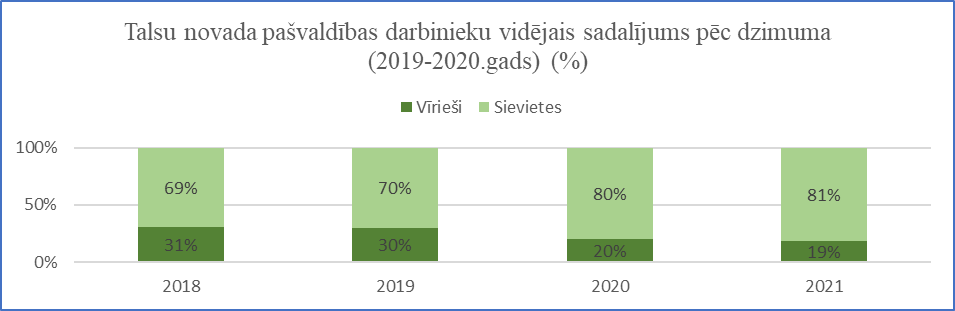 Talsu novada pašvaldības darbinieku vidējais sadalījums pēc dzimuma
(2019-2020.gads) (%)
Vīrieši Sievietes
100%
50%
0%
69% 70% 80% 81%
31% 30% 20% 19%
2018 2019 2020 2021